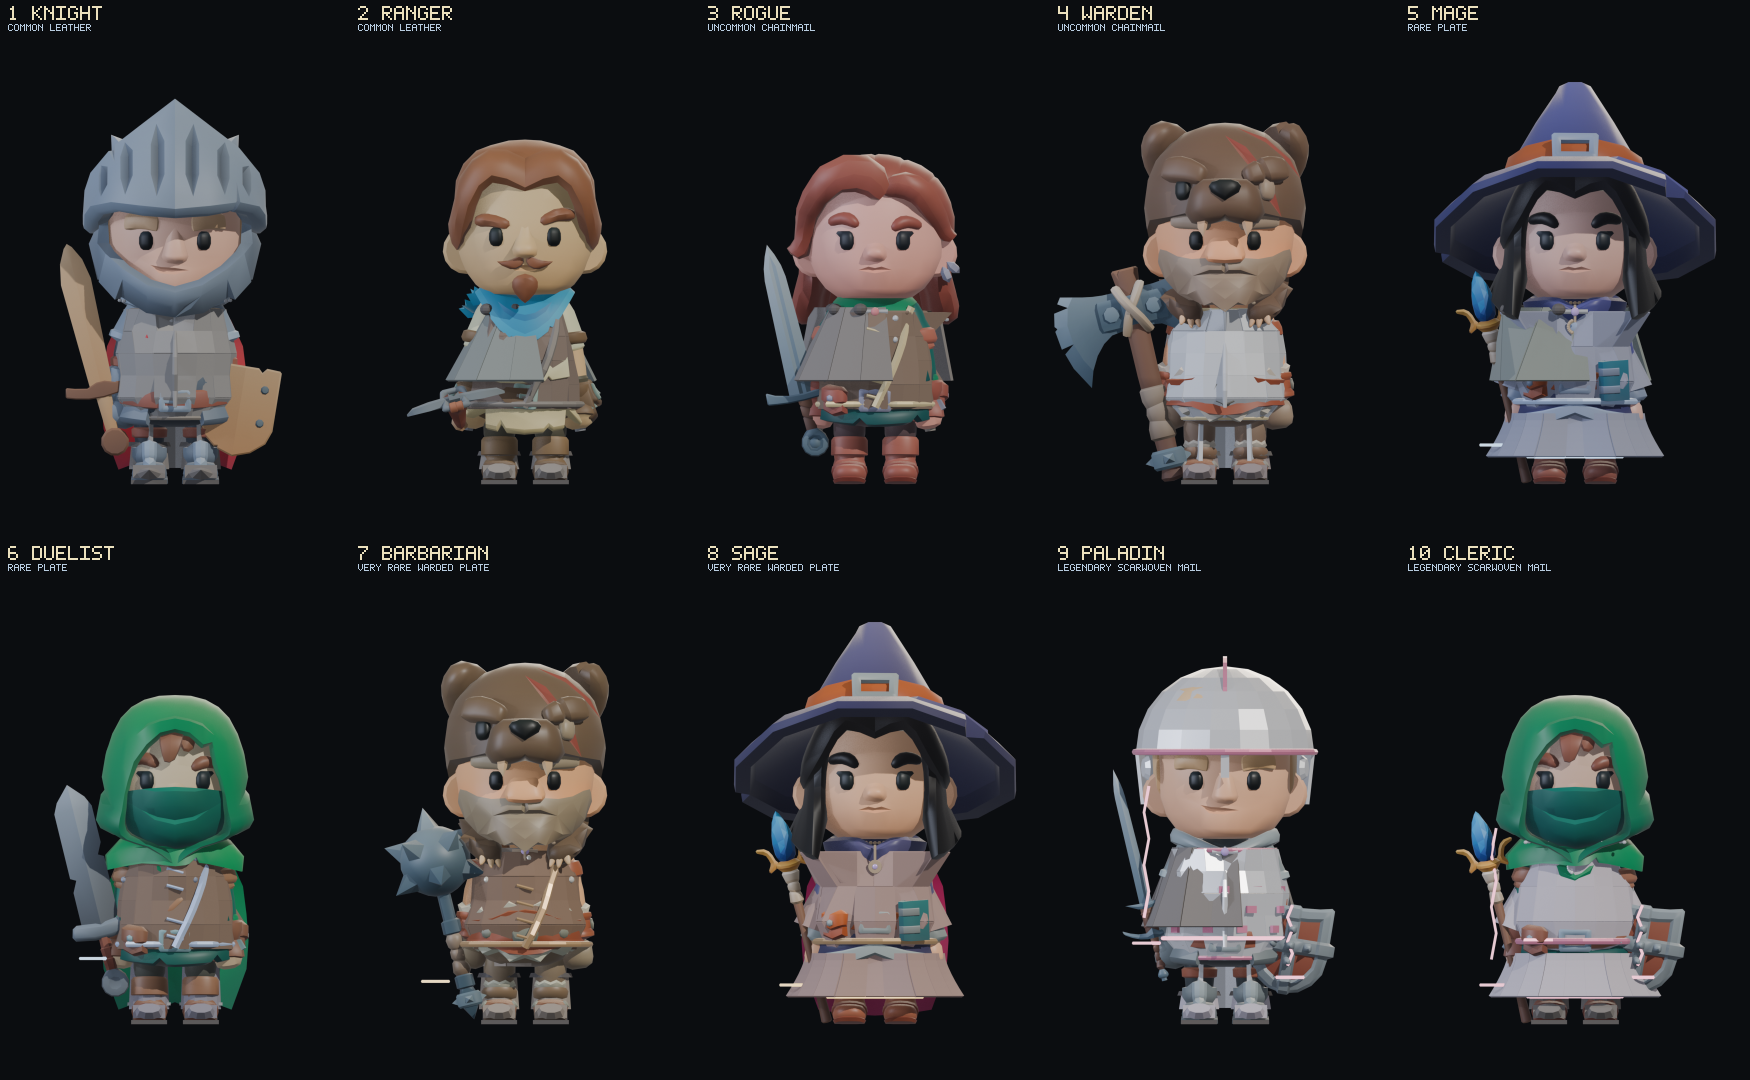 1 KNIGHT
COMMON LEATHER
2 RANGER
COMMON LEATHER
3 ROGUE
UNCOMMON CHAINMAIL
4 WARDEN
UNCOMMON CHAINMAIL
5 MAGE
RARE PLATE
6 DUELIST
RARE PLATE
7 BARBARIAN
VERY RARE WARDED PLATE
8 SAGE
VERY RARE WARDED PLATE
9 PALADIN
LEGENDARY SCARWOVEN MAIL
10 CLERIC
LEGENDARY SCARWOVEN MAIL